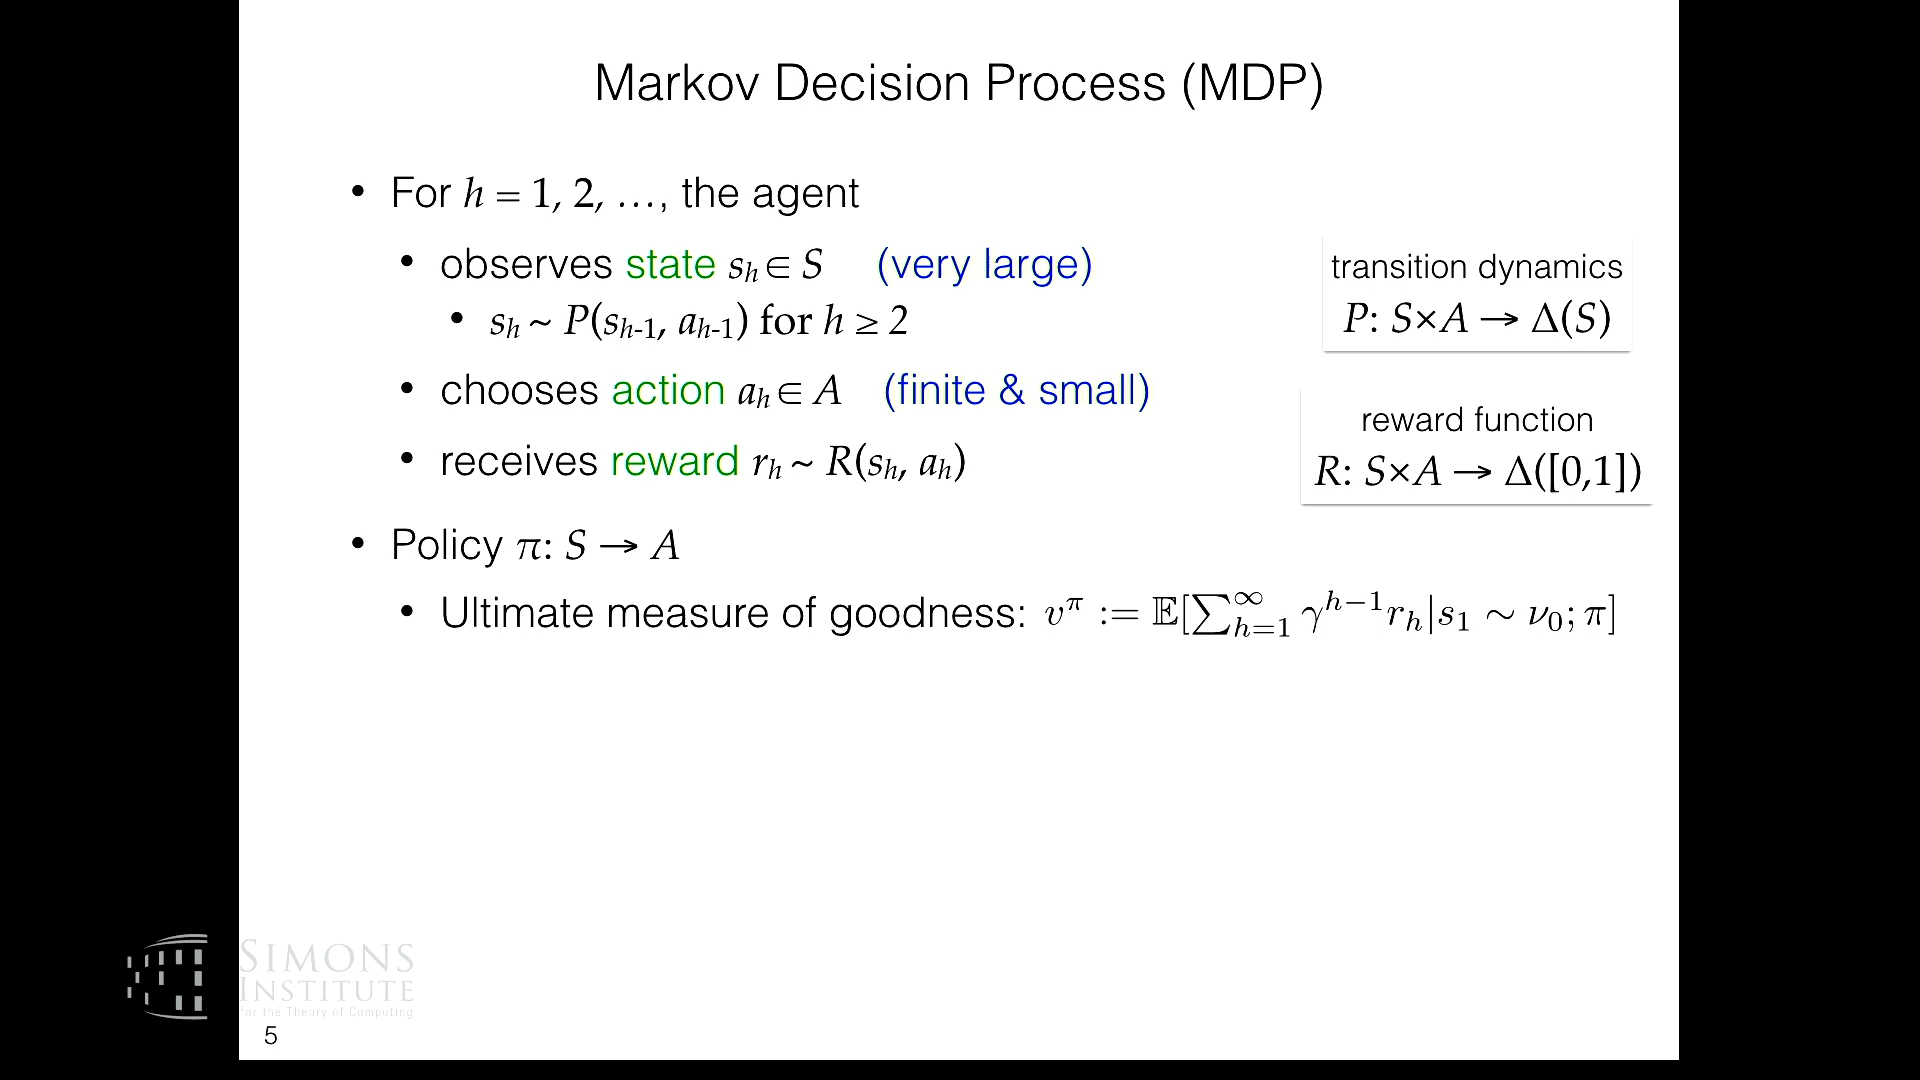 Markov Decision Process (MDP)
• For h = 1, 2, …, the agent
• observes state sₕ ∈ S (very large)
• sₕ ~ P(sₕ₋₁, aₕ₋₁) for h ≥ 2
• chooses action aₕ ∈ A (finite & small)
• receives reward rₕ ~ R(sₕ, aₕ)
transition dynamics
P: S×A → Δ(S)
reward function
R: S×A → Δ([0,1])
• Policy π: S → A
• Ultimate measure of goodness: v^π := 𝔼[∑_{h=1}^∞ γ^{h−1} r_h | s_1 ∼ ν_0; π]
SIMONS
INSTITUTE
for the Theory of Computing
5